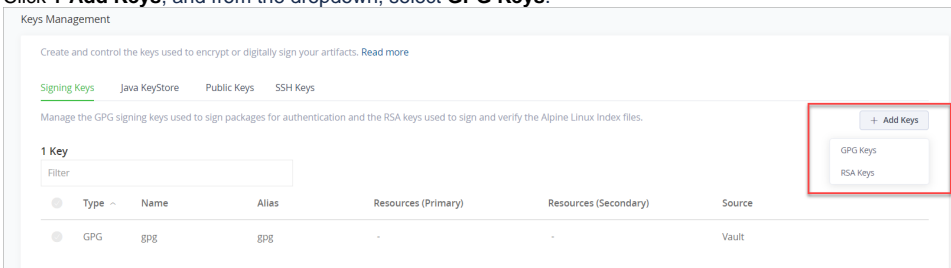 Click + Add Keys, and from the dropdown, select GPG Keys.
Keys Management
Create and control the keys used to encrypt or digitally sign your artifacts. Read more
Signing Keys Java KeyStore Public Keys SSH Keys
Manage the GPG signing keys used to sign packages for authentication and the RSA keys used to sign and verify the Alpine Linux Index files.
+ Add Keys
GPG Keys
RSA Keys
1 Key
Filter
Type Name Alias Resources (Primary) Resources (Secondary) Source
GPG gpg gpg - - Vault